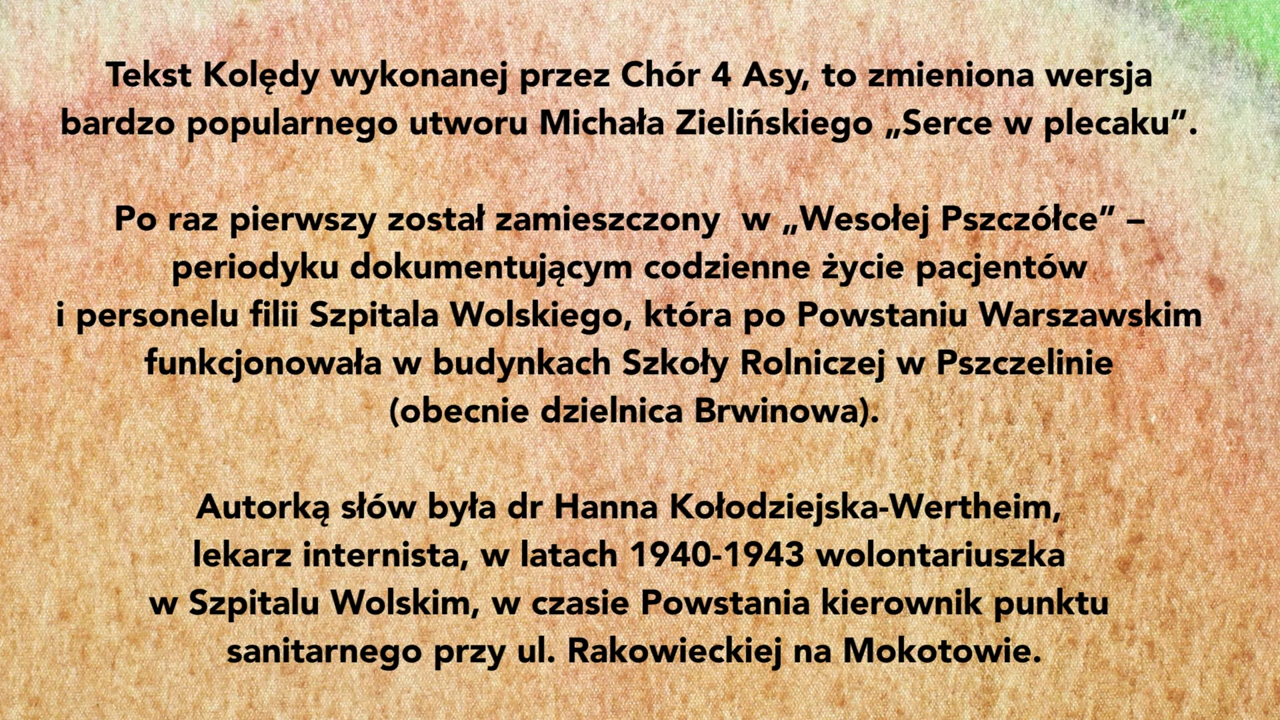 Tekst Kolędy wykonanej przez Chór 4 Asy, to zmieniona wersja
bardzo popularnego utworu Michała Zielińskiego „Serce w plecaku”.
Po raz pierwszy został zamieszczony w „Wesołej Pszczółce” –
periodyku dokumentującym codzienne życie pacjentów
i personelu filii Szpitala Wolskiego, która po Powstaniu Warszawskim
funkcjonowała w budynkach Szkoły Rolniczej w Pszczelinie
(obecnie dzielnica Brwinowa).
Autorką słów była dr Hanna Kołodziejska-Wertheim,
lekarz internista, w latach 1940-1943 wolontariuszka
w Szpitalu Wolskim, w czasie Powstania kierownik punktu
sanitarnego przy ul. Rakowieckiej na Mokotowie.